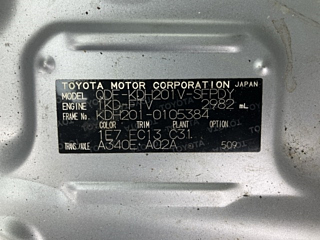 TOYOTA MOTOR CORPORATION JAPAN
MODEL QDF-KDH201V-SFPDY
ENGINE 1KD-FTV 2982 mL
FRAME No. KDH201-0105384
COLOR TRIM PLANT OPTION
1E7 FC13 C31
TRANS/AXLE A340E A02A
509